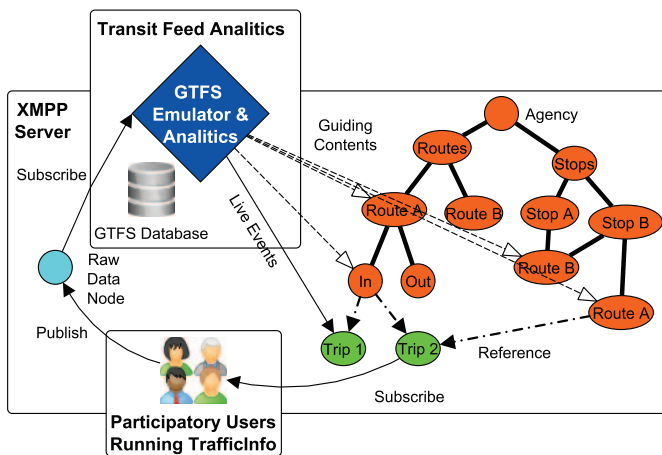 Transit Feed Analitics
GTFS
Emulator &
Analitics
GTFS Database
XMPP
Server
Subscribe
Raw
Data
Node
Publish
Participatory Users
Running TrafficInfo
Live Events
Guiding
Contents
Agency
Routes
Stops
Route A
Route B
Stop A
Stop B
Route B
In
Out
Route A
Trip 1
Trip 2
Reference
Subscribe